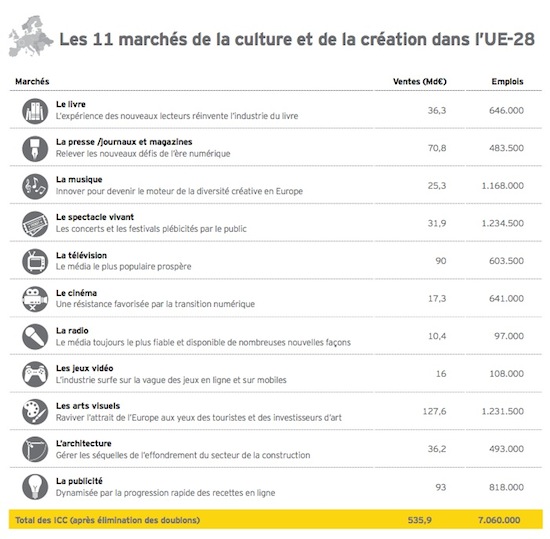 Les 11 marchés de la culture et de la création dans l'UE-28
Marchés Ventes (Md€) Emplois
Le livre
L'expérience des nouveaux lecteurs réinvente l'industrie du livre 36,3 646.000
La presse /journaux et magazines
Relever les nouveaux défis de l'ère numérique 70,8 483.500
La musique
Innover pour devenir le moteur de la diversité créative en Europe 25,3 1.168.000
Le spectacle vivant
Les concerts et les festivals plébicités par le public 31,9 1.234.500
La télévision
Le média le plus populaire prospère 90 603.500
Le cinéma
Une résistance favorisée par la transition numérique 17,3 641.000
La radio
Le média toujours le plus fiable et disponible de nombreuses nouvelles façons 10,4 97.000
Les jeux vidéo
L'industrie surfe sur la vague des jeux en ligne et sur mobiles 16 108.000
Les arts visuels
Raviver l'attrait de l'Europe aux yeux des touristes et des investisseurs d'art 127,6 1.231.500
L'architecture
Gérer les séquelles de l'effondrement du secteur de la construction 36,2 493.000
La publicité
Dynamisée par la progression rapide des recettes en ligne 93 818.000
Total des ICC (après élimination des doublons) 535,9 7.060.000